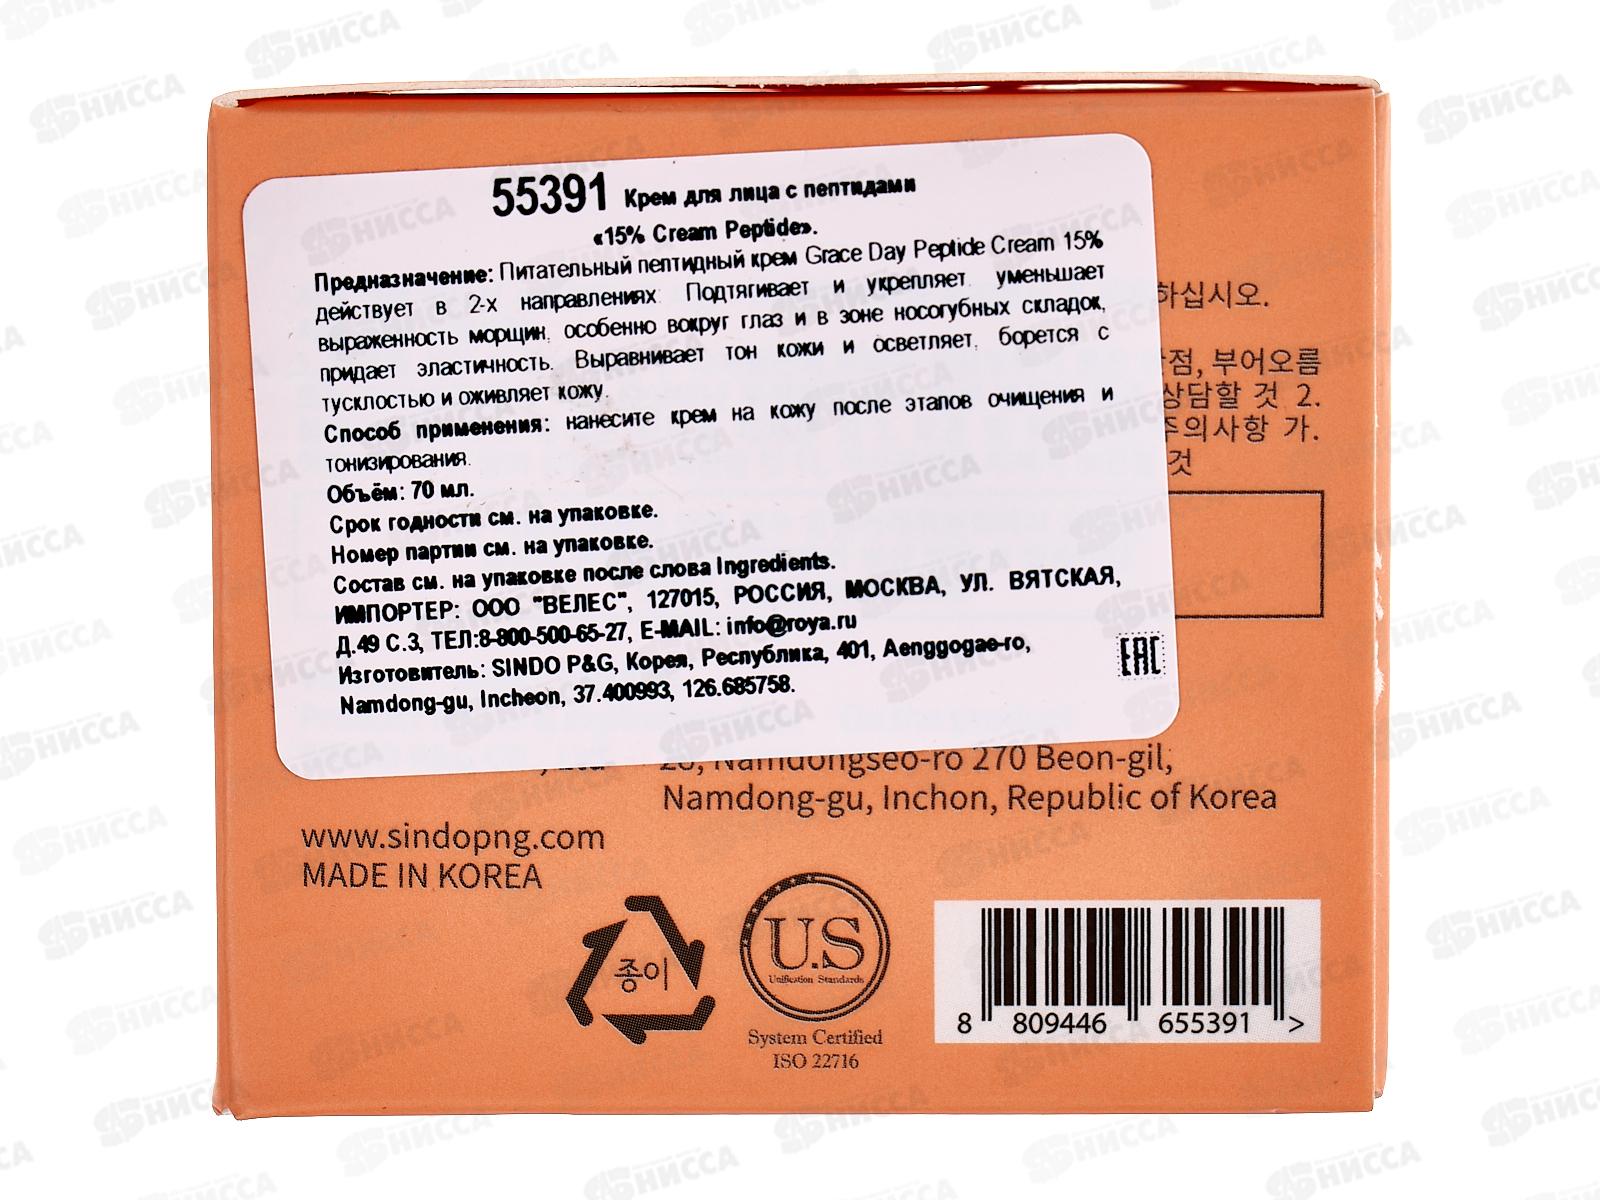 55391 Крем для лица с пептидами
«15% Cream Peptide».
Предназначение: Питательный пептидный крем Grace Day Peptide Cream 15%
действует в 2-х направлениях: Подтягивает и укрепляет, уменьшает
выраженность морщин, особенно вокруг глаз и в зоне носогубных складок,
придает эластичность. Выравнивает тон кожи и осветляет, борется с
тусклостью и оживляет кожу.
Способ применения: нанесите крем на кожу после этапов очищения и
тонизирования.
Объём: 70 мл.
Срок годности см. на упаковке.
Номер партии см. на упаковке.
Состав см. на упаковке после слова Ingredients.
ИМПОРТЕР: ООО "ВЕЛЕС", 127015, РОССИЯ, МОСКВА, УЛ. ВЯТСКАЯ,
Д.49 С.3, ТЕЛ:8-800-500-65-27, E-MAIL: info@roya.ru
Изготовитель: SINDO P&G, Корея, Республика, 401, Aenggogae-ro,
Namdong-gu, Incheon, 37.400993, 126.685758.
EAC
하십시오.
점, 부어오름
상담할 것 2.
주의사항 가.
것
Namdongseo-ro 270 Beon-gil,
Namdong-gu, Inchon, Republic of Korea
www.sindopng.com
MADE IN KOREA
종이
U.S
Unification Standards
System Certified
ISO 22716
8 809446 655391 >
НИССА